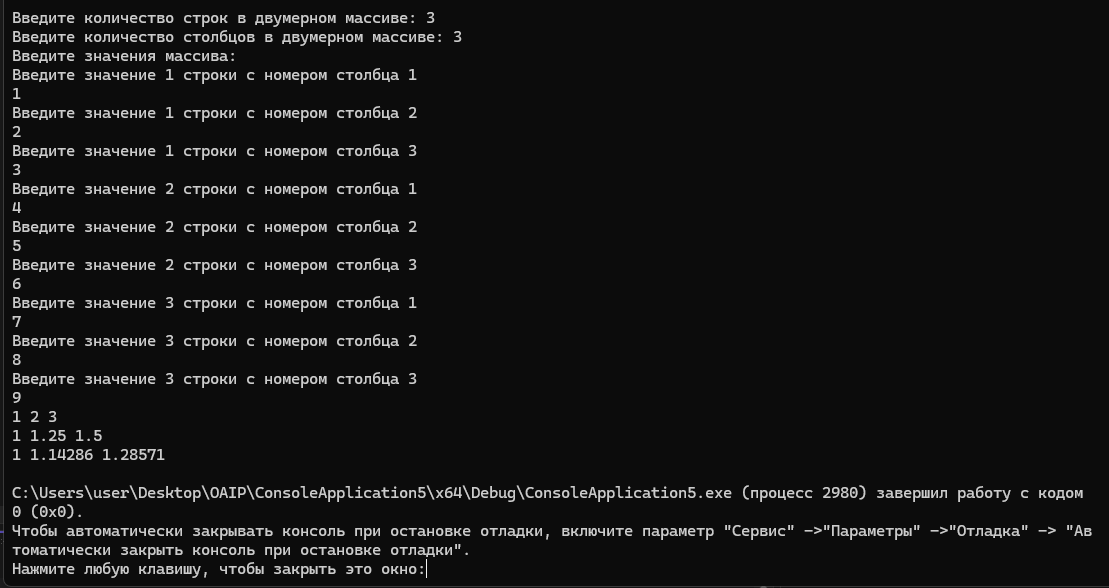 Введите количество строк в двумерном массиве: 3
Введите количество столбцов в двумерном массиве: 3
Введите значения массива:
Введите значение 1 строки с номером столбца 1
1
Введите значение 1 строки с номером столбца 2
2
Введите значение 1 строки с номером столбца 3
3
Введите значение 2 строки с номером столбца 1
4
Введите значение 2 строки с номером столбца 2
5
Введите значение 2 строки с номером столбца 3
6
Введите значение 3 строки с номером столбца 1
7
Введите значение 3 строки с номером столбца 2
8
Введите значение 3 строки с номером столбца 3
9
1 2 3
1 1.25 1.5
1 1.14286 1.28571
C:\Users\user\Desktop\OAIP\ConsoleApplication5\x64\Debug\ConsoleApplication5.exe (процесс 2980) завершил работу с кодом
0 (0x0).
Чтобы автоматически закрывать консоль при остановке отладки, включите параметр "Сервис" ->"Параметры" ->"Отладка" -> "Ав
томатически закрыть консоль при остановке отладки".
Нажмите любую клавишу, чтобы закрыть это окно: